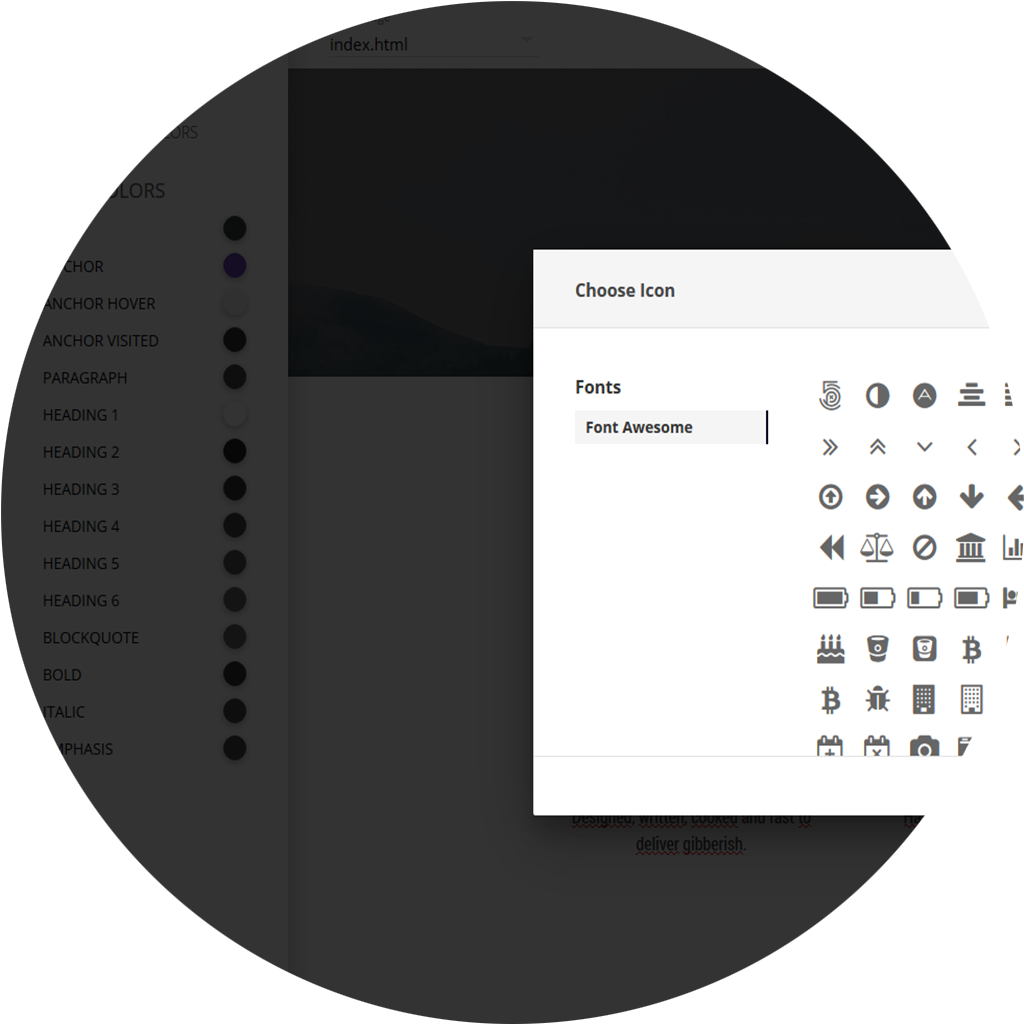 index.html
ORS
OLORS
CHOR
ANCHOR HOVER
ANCHOR VISITED
PARAGRAPH
HEADING 1
HEADING 2
HEADING 3
HEADING 4
HEADING 5
HEADING 6
BLOCKQUOTE
BOLD
ITALIC
MPHASIS
Choose Icon
Fonts
Font Awesome
Designed, written, cooked and fast to
deliver gibberish.